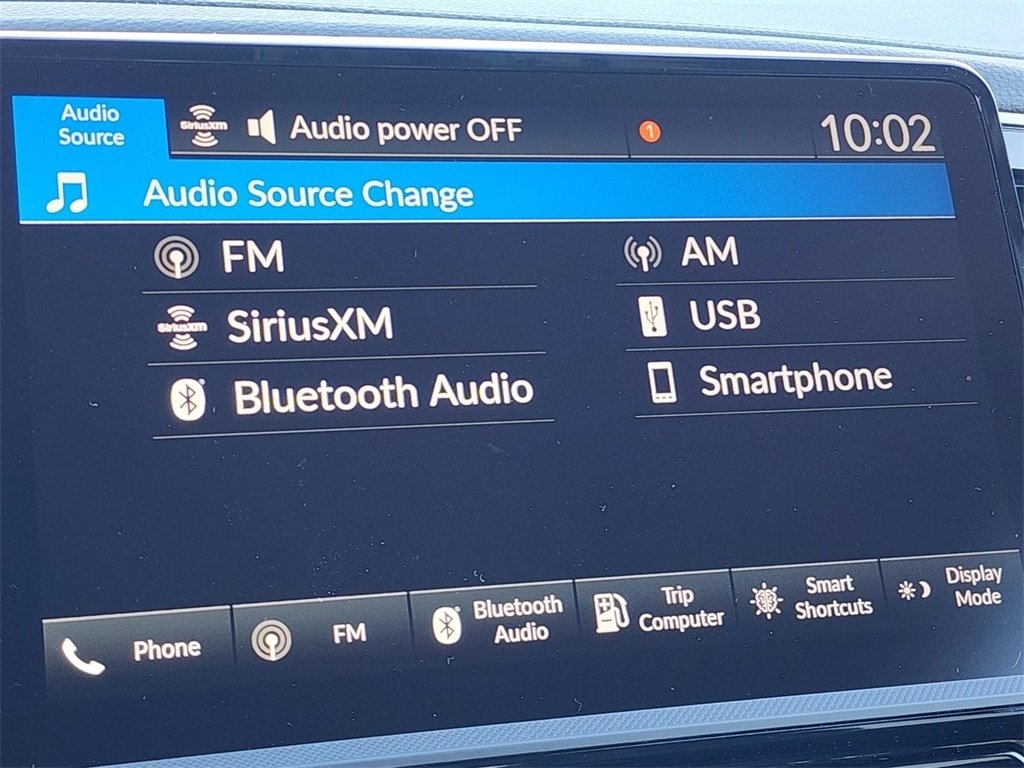 Audio
Source
SiriusXM
Audio power OFF
1
10:02
Audio Source Change
FM
AM
SiriusXM
SiriusXM
USB
Bluetooth Audio
Smartphone
Phone
FM
Bluetooth
Audio
Trip
Computer
Smart
Shortcuts
Display
Mode